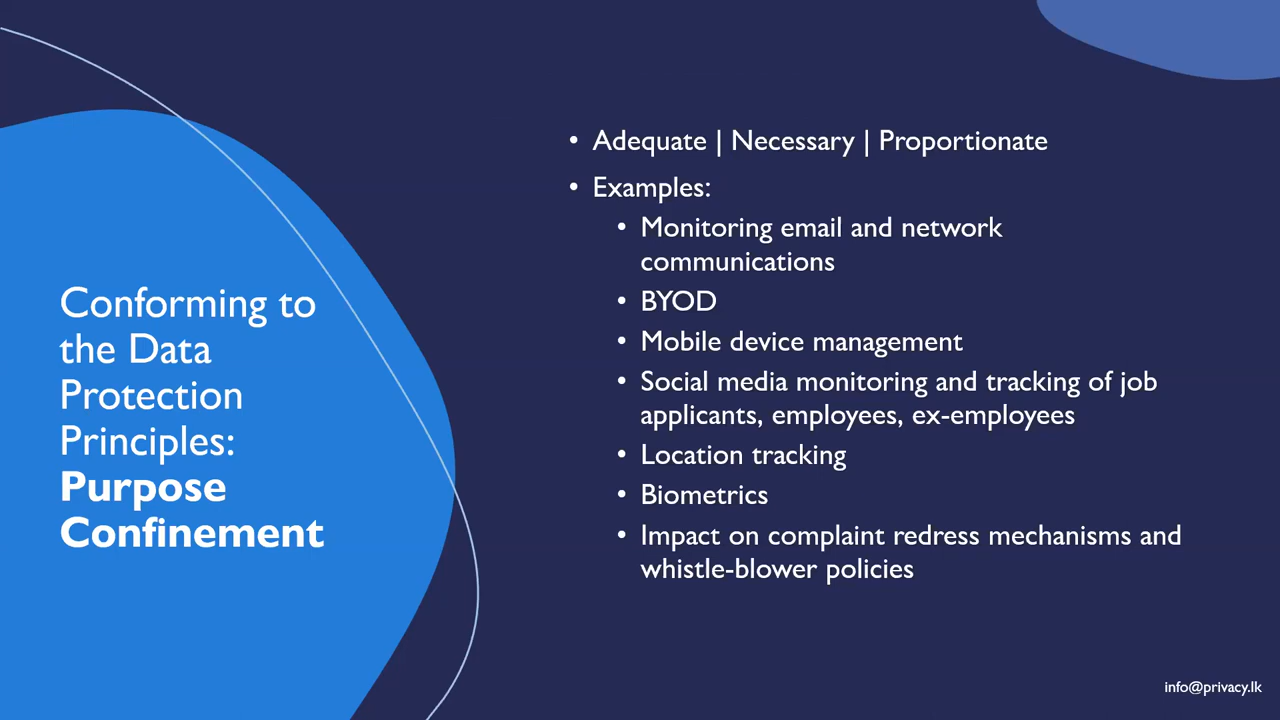 Conforming to
the Data
Protection
Principles:
Purpose
Confinement
• Adequate | Necessary | Proportionate
• Examples:
• Monitoring email and network
communications
• BYOD
• Mobile device management
• Social media monitoring and tracking of job
applicants, employees, ex-employees
• Location tracking
• Biometrics
• Impact on complaint redress mechanisms and
whistle-blower policies
info@privacy.lk